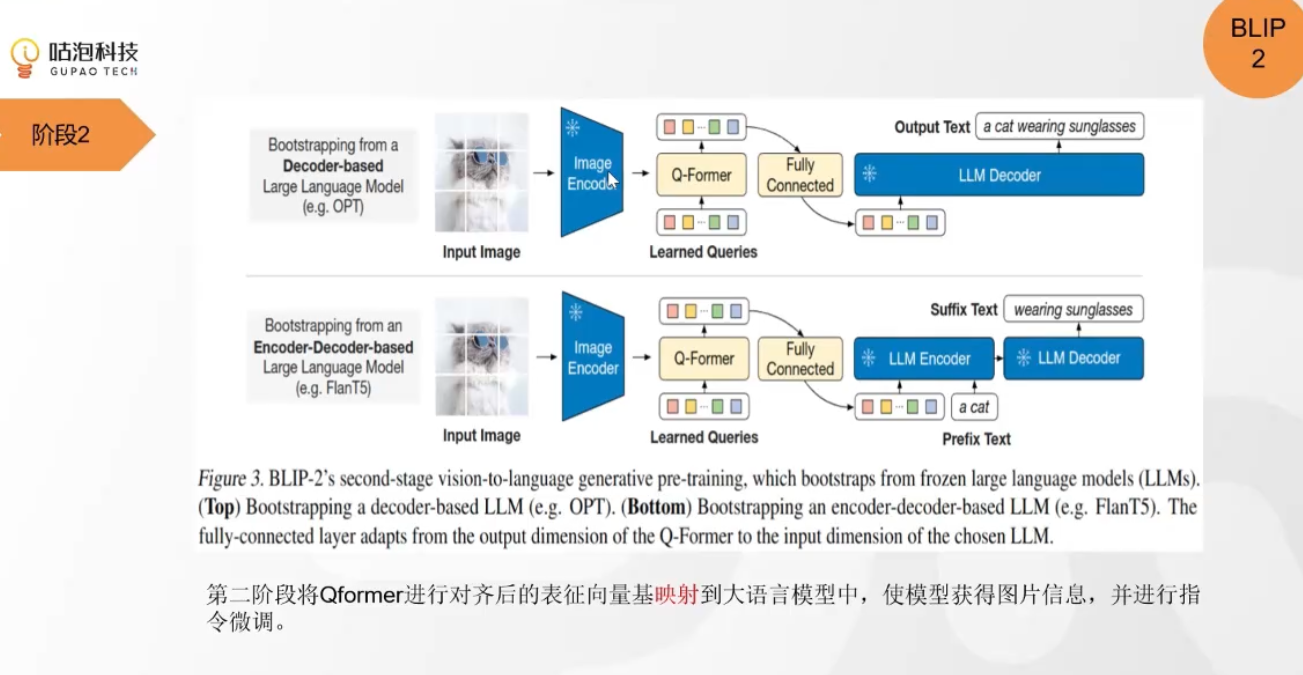 咕泡科技
GUPAO TECH
BLIP
2
阶段2
Bootstrapping from a
Decoder-based
Large Language Model
(e.g. OPT)
Input Image
Image
Encoder
Q-Former
Learned Queries
Fully
Connected
Output Text
a cat wearing sunglasses
LLM Decoder
Bootstrapping from an
Encoder-Decoder-based
Large Language Model
(e.g. FlanT5)
Input Image
Image
Encoder
Q-Former
Learned Queries
Fully
Connected
Suffix Text
wearing sunglasses
LLM Encoder
LLM Decoder
a cat
Prefix Text
Figure 3. BLIP-2's second-stage vision-to-language generative pre-training, which bootstraps from frozen large language models (LLMs).
(Top) Bootstrapping a decoder-based LLM (e.g. OPT). (Bottom) Bootstrapping an encoder-decoder-based LLM (e.g. FlanT5). The
fully-connected layer adapts from the output dimension of the Q-Former to the input dimension of the chosen LLM.
第二阶段将Qformer进行对齐后的表征向量基映射到大语言模型中，使模型获得图片信息，并进行指
令微调。